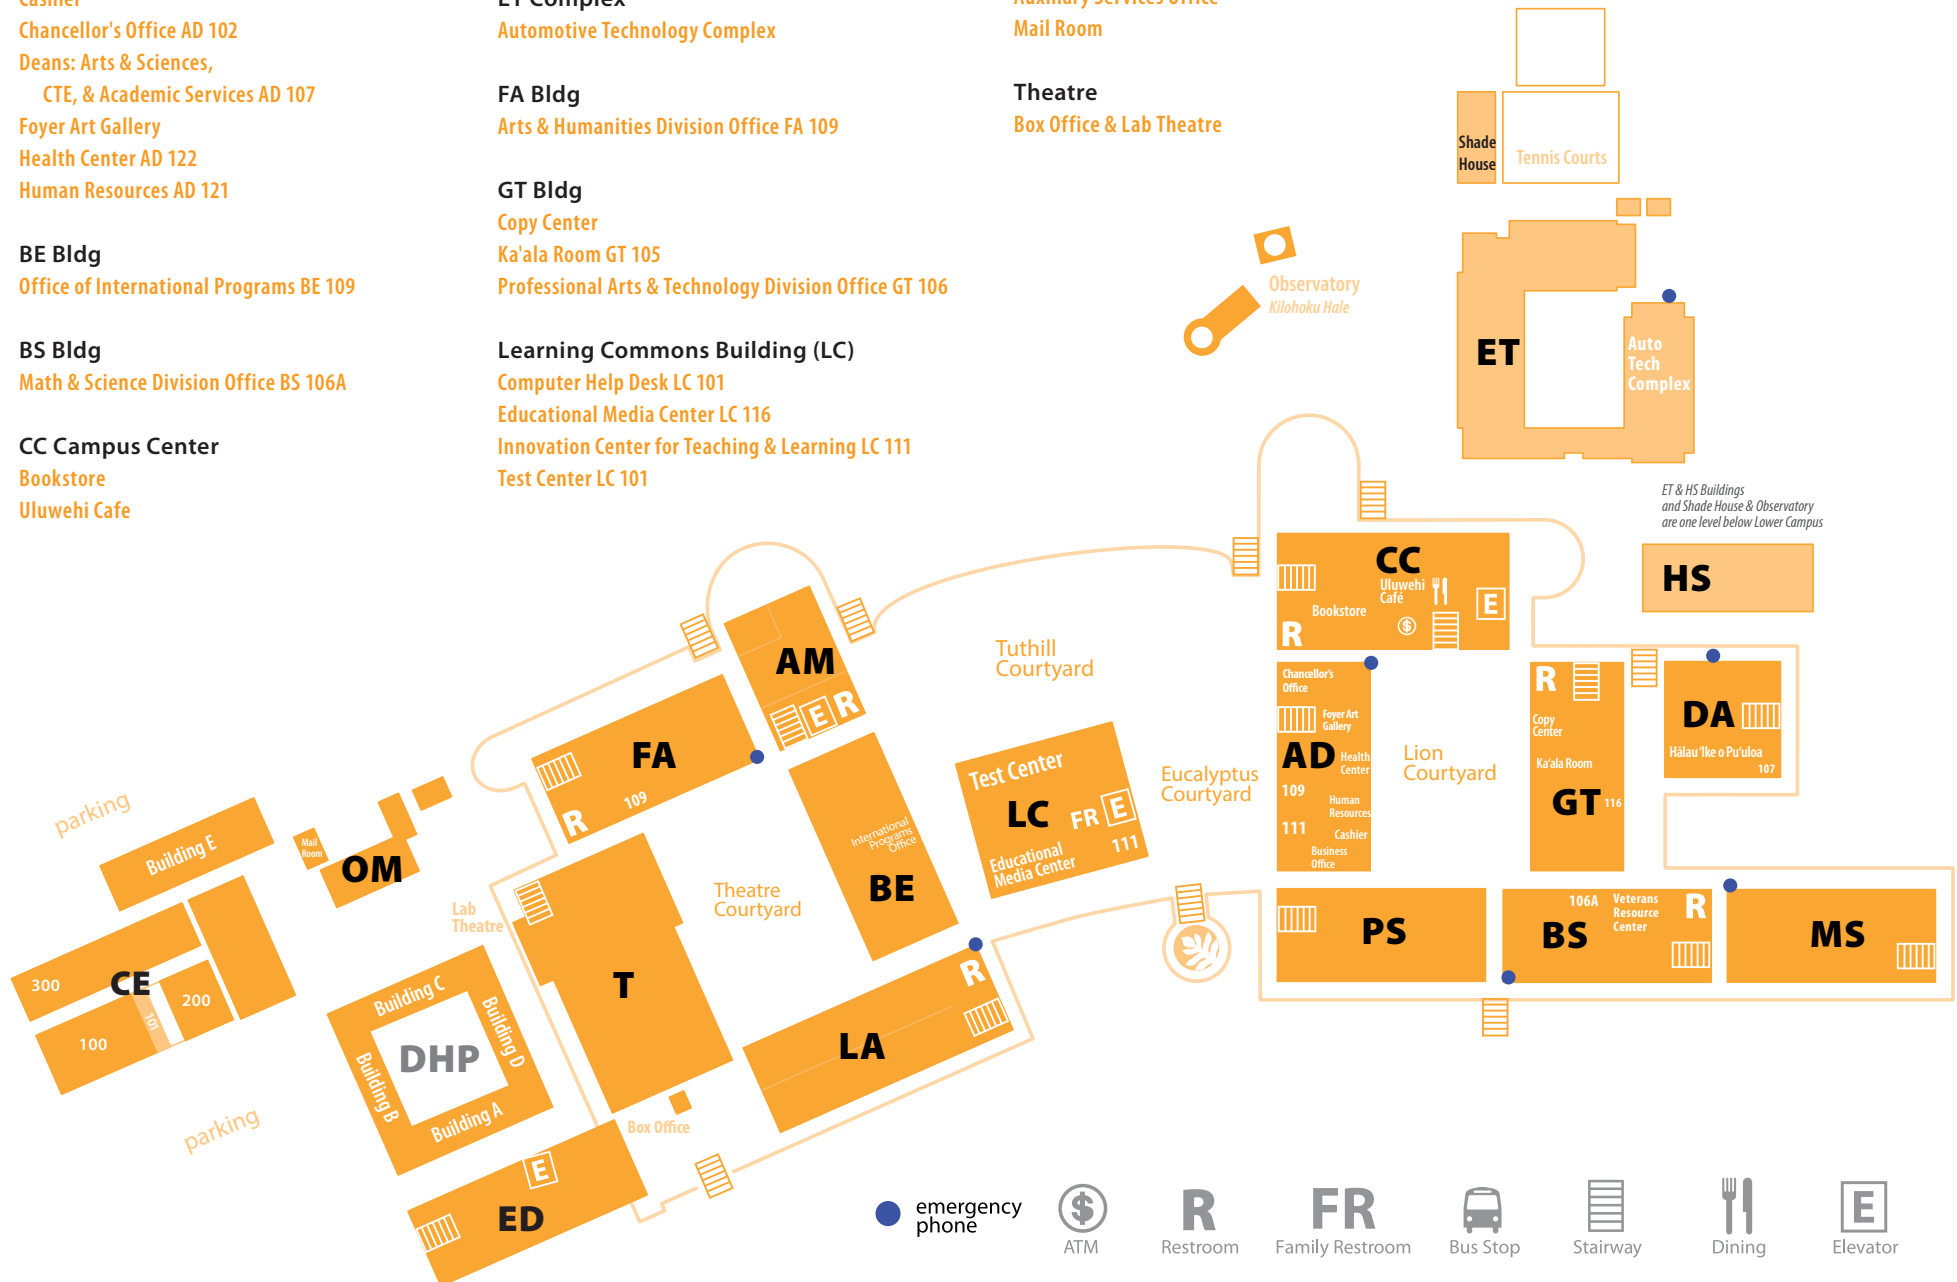 Cashier
Chancellor's Office AD 102
Deans: Arts & Sciences,
CTE, & Academic Services AD 107
Foyer Art Gallery
Health Center AD 122
Human Resources AD 121
BE Bldg
Office of International Programs BE 109
BS Bldg
Math & Science Division Office BS 106A
CC Campus Center
Bookstore
Uluwehi Cafe
ET Complex
Automotive Technology Complex
FA Bldg
Arts & Humanities Division Office FA 109
GT Bldg
Copy Center
Ka'ala Room GT 105
Professional Arts & Technology Division Office GT 106
Learning Commons Building (LC)
Computer Help Desk LC 101
Educational Media Center LC 116
Innovation Center for Teaching & Learning LC 111
Test Center LC 101
Auxiliary Services Office
Mail Room
Theatre
Box Office & Lab Theatre
Shade
House
Tennis Courts
Observatory
Kilohoku Hale
ET
Auto
Tech
Complex
ET & HS Buildings
and Shade House & Observatory
are one level below Lower Campus
HS
CC
Uluwehi
Café
Bookstore
$
E
R
AM
E
R
Tuthill
Courtyard
FA
109
R
Chancellor's
Office
Foyer Art
Gallery
AD
Health
Center
109
Human
Resources
111
Cashier
Business
Office
Lion
Courtyard
R
Copy
Center
Ka'ala Room
GT
116
DA
Hālau 'Ike o Pu'uloa
107
Test Center
LC
FR
E
Educational
Media Center
111
Eucalyptus
Courtyard
International
Programs
Office
BE
Theatre
Courtyard
parking
Building E
Mail
Room
OM
Lab
Theatre
T
CE
300
200
101
100
Building C
Building D
DHP
Building B
Building A
parking
R
LA
PS
106A
Veterans
Resource
Center
R
BS
MS
Box Office
E
ED
emergency
phone
$
ATM
R
Restroom
FR
Family Restroom
Bus Stop
Stairway
Dining
E
Elevator